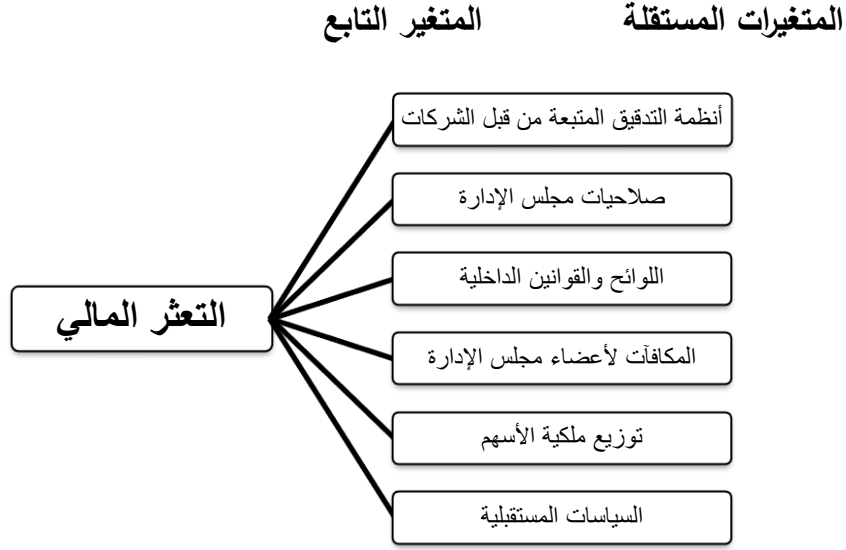 المتغيرات المستقلة
المتغير التابع
أنظمة التدقيق المتبعة من قبل الشركات
صلاحيات مجلس الإدارة
اللوائح والقوانين الداخلية
المكافآت لأعضاء مجلس الإدارة
توزيع ملكية الأسهم
السياسات المستقبلية
التعثر المالي